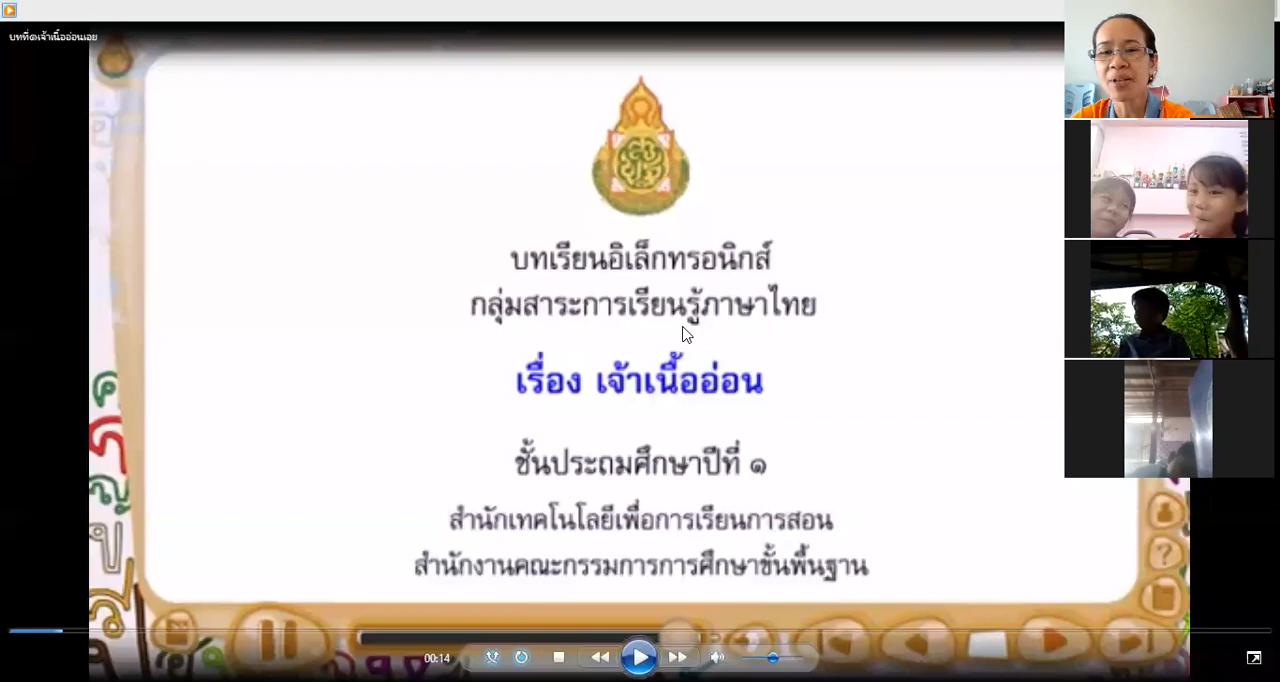 บทที่๑เจ้าเนื้ออ่อนเอย
บทเรียนอิเล็กทรอนิกส์
กลุ่มสาระการเรียนรู้ภาษาไทย
เรื่อง เจ้าเนื้ออ่อน
ชั้นประถมศึกษาปีที่ ๑
สำนักเทคโนโลยีเพื่อการเรียนการสอน
สำนักงานคณะกรรมการการศึกษาขั้นพื้นฐาน
00:14